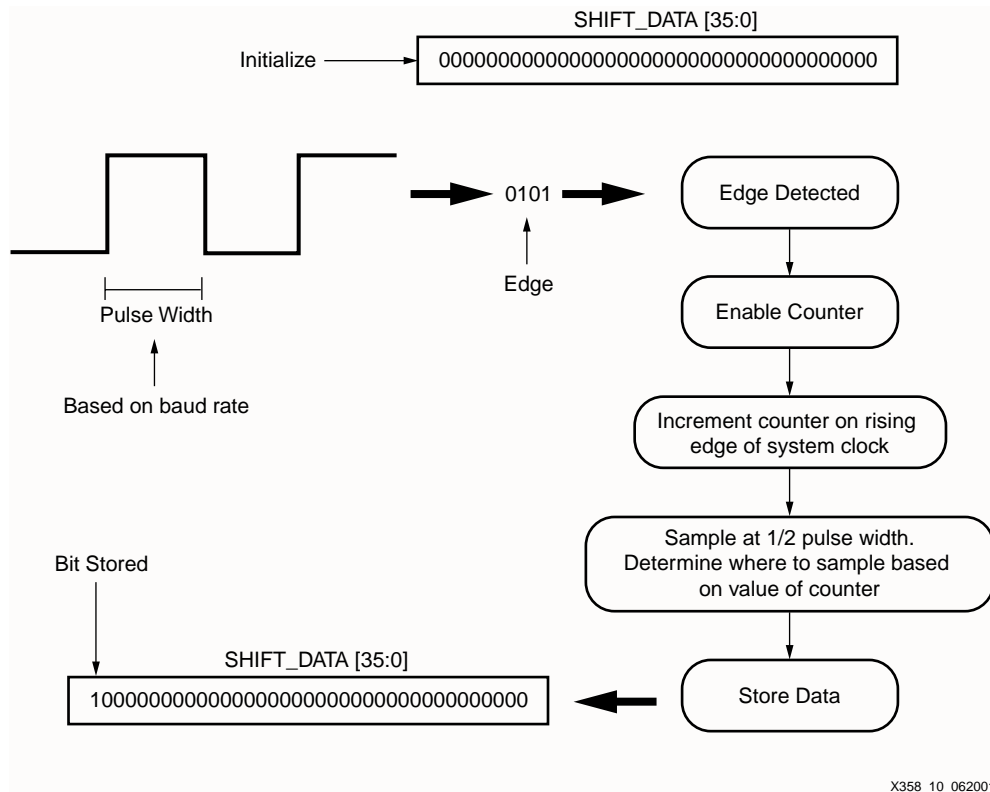 SHIFT_DATA [35:0]
Initialize
00000000000000000000000000000000000000
0101
Edge Detected
Edge
Pulse Width
Enable Counter
Based on baud rate
Increment counter on rising
edge of system clock
Sample at 1/2 pulse width.
Determine where to sample based
on value of counter
Bit Stored
SHIFT_DATA [35:0]
100000000000000000000000000000000000
Store Data
X358_10_062001